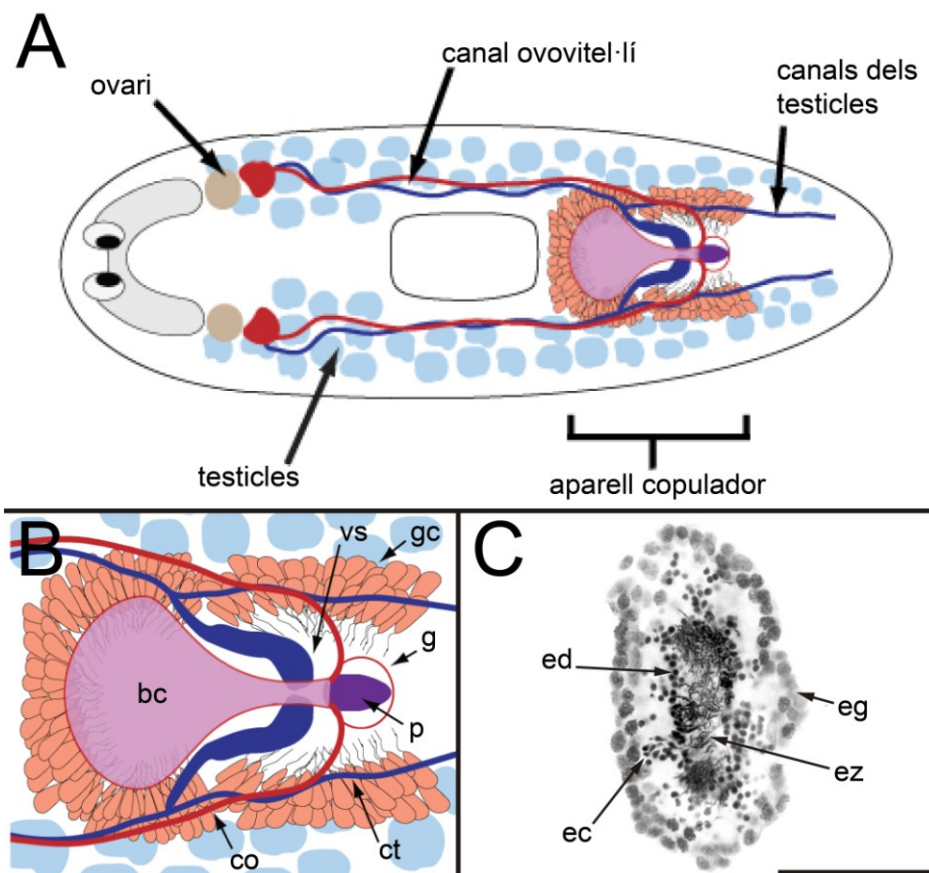 A
ovari
canal ovovitel·lí
canals dels
testicles
testicles
aparell copulador
B
vs
gc
bc
g
p
co
ct
C
ed
eg
ez
ec